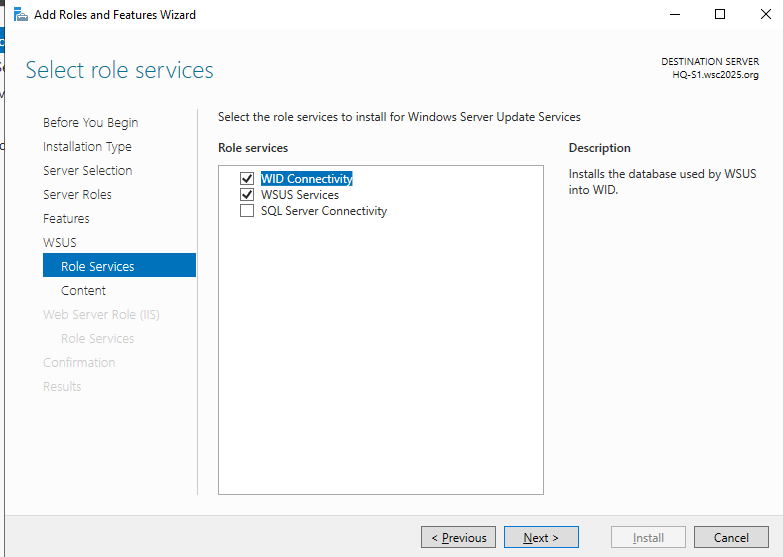 Add Roles and Features Wizard
Select role services
DESTINATION SERVER
HQ-S1.wsc2025.org
Before You Begin
Installation Type
Server Selection
Server Roles
Features
WSUS
Role Services
Content
Web Server Role (IIS)
Role Services
Confirmation
Results
Select the role services to install for Windows Server Update Services
Role services
WID Connectivity
WSUS Services
SQL Server Connectivity
Description
Installs the database used by WSUS
into WID.
< Previous
Next >
Install
Cancel